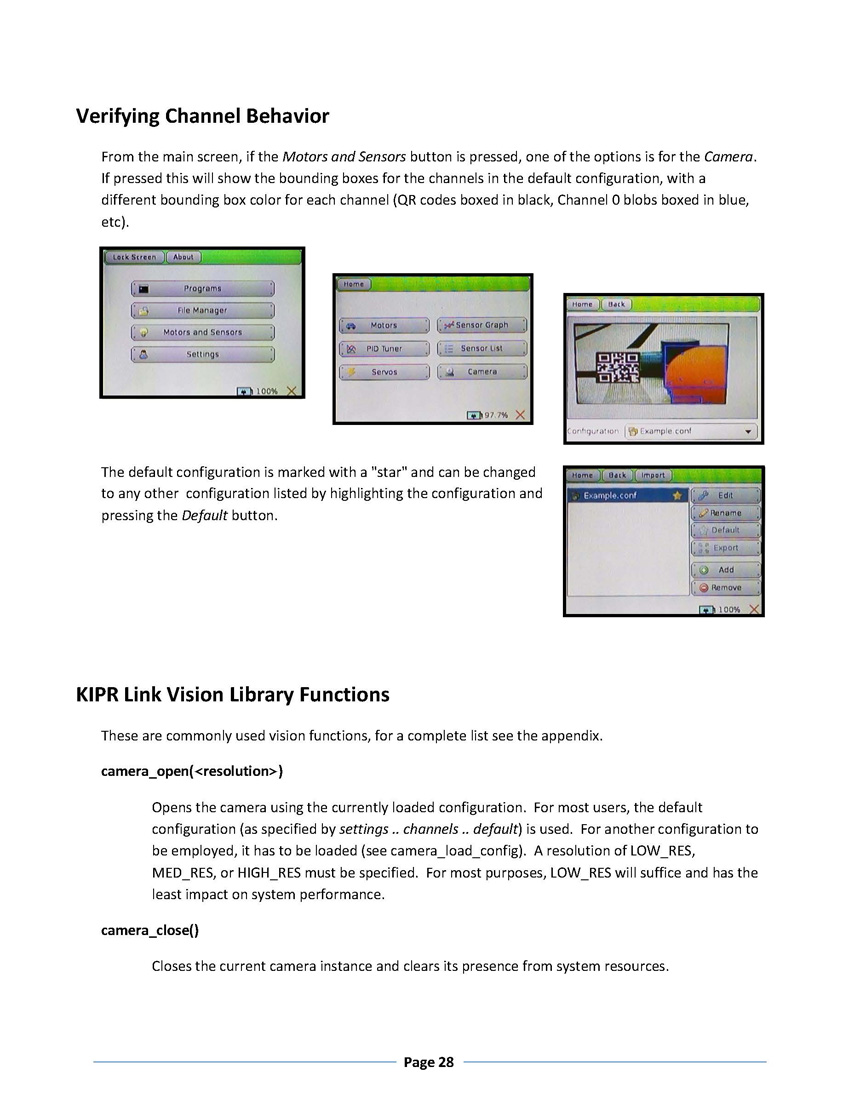 Verifying Channel Behavior
From the main screen, if the Motors and Sensors button is pressed, one of the options is for the Camera.
If pressed this will show the bounding boxes for the channels in the default configuration, with a
different bounding box color for each channel (QR codes boxed in black, Channel 0 blobs boxed in blue,
etc).
Lock Screen About
Programs
File Manager
Motors and Sensors
Settings
100%
Home
Motors Sensor Graph
PID Tuner Sensor List
Servos Camera
97.7%
Home Back
Configuration Example.conf
The default configuration is marked with a "star" and can be changed
to any other  configuration listed by highlighting the configuration and
pressing the Default button.
Home Back Import
Example.conf Edit
Rename
Default
Export
Add
Remove
100%
KIPR Link Vision Library Functions
These are commonly used vision functions, for a complete list see the appendix.
camera_open(<resolution>)
Opens the camera using the currently loaded configuration.  For most users, the default
configuration (as specified by settings .. channels .. default) is used.  For another configuration to
be employed, it has to be loaded (see camera_load_config).  A resolution of LOW_RES,
MED_RES, or HIGH_RES must be specified.  For most purposes, LOW_RES will suffice and has the
least impact on system performance.
camera_close()
Closes the current camera instance and clears its presence from system resources.
Page 28